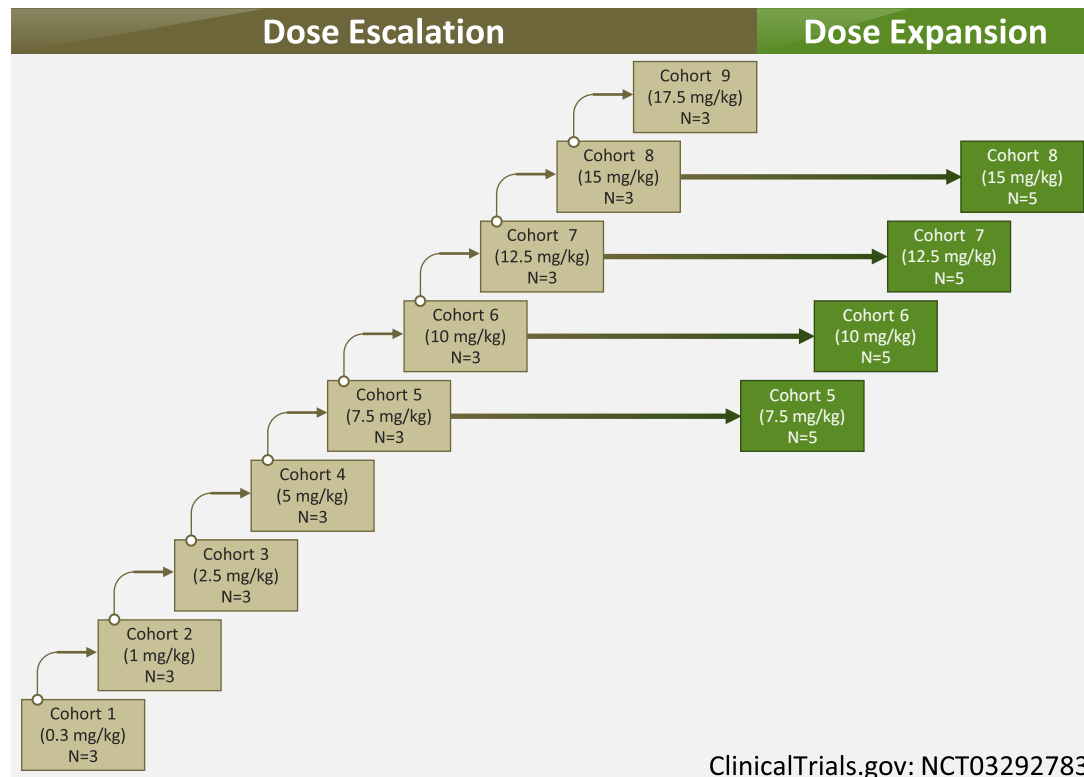 Dose Escalation
Dose Expansion
Cohort 9
(17.5 mg/kg)
N=3
Cohort 8
(15 mg/kg)
N=3
Cohort 8
(15 mg/kg)
N=5
Cohort 7
(12.5 mg/kg)
N=3
Cohort 7
(12.5 mg/kg)
N=5
Cohort 6
(10 mg/kg)
N=3
Cohort 6
(10 mg/kg)
N=5
Cohort 5
(7.5 mg/kg)
N=3
Cohort 5
(7.5 mg/kg)
N=5
Cohort 4
(5 mg/kg)
N=3
Cohort 3
(2.5 mg/kg)
N=3
Cohort 2
(1 mg/kg)
N=3
Cohort 1
(0.3 mg/kg)
N=3
ClinicalTrials.gov: NCT03292783